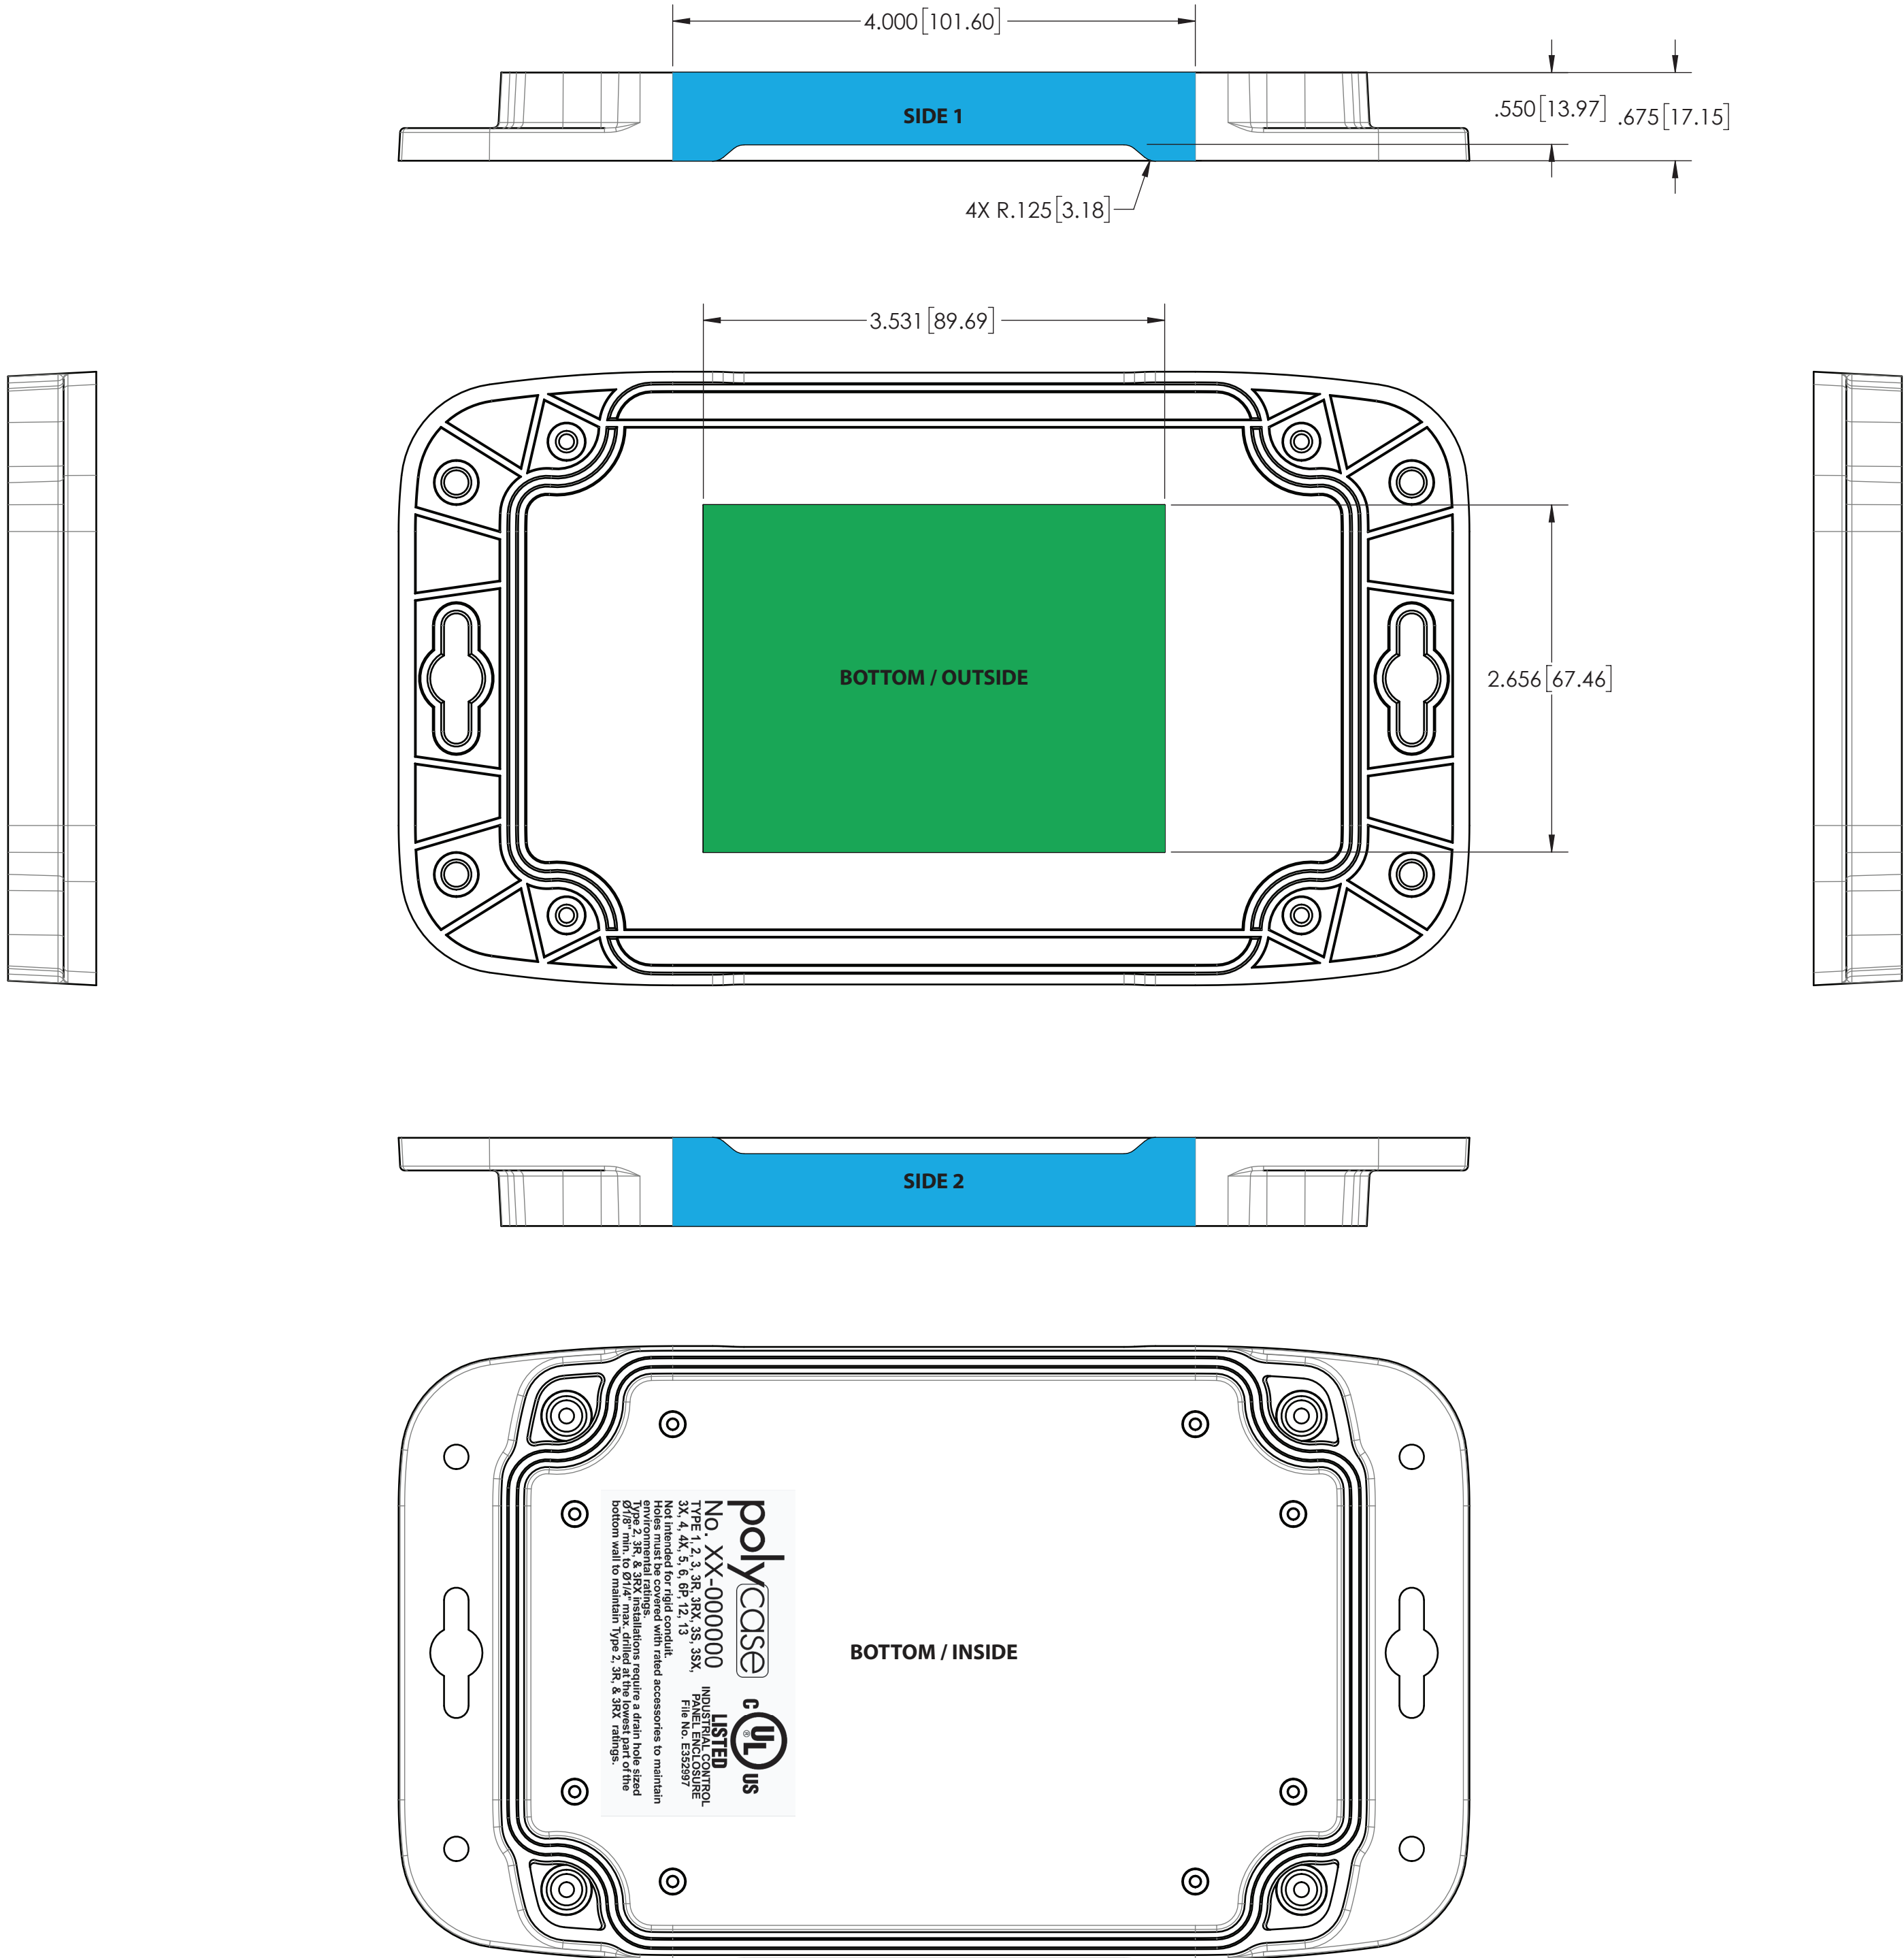 4.000[101.60]
SIDE 1
.550[13.97]
.675[17.15]
4X R.125[3.18]
3.531[89.69]
BOTTOM / OUTSIDE
2.656[67.46]
SIDE 2
polycase
No. XX-000000
TYPE 1, 2, 3, 3R, 3RX, 3S, 3SX,
3X, 4, 4X, 5, 6, 6P, 12, 13
Not intended for rigid conduit.
Holes must be covered with rated accessories to maintain
environmental ratings.
Type 2, 3R, & 3RX installations require a drain hole sized
Ø1/8" min. to Ø1/4" max. drilled at the lowest part of the
bottom wall to maintain Type 2, 3R, & 3RX ratings.
C UL ® US
LISTED
INDUSTRIAL CONTROL
PANEL ENCLOSURE
File No. E352997
BOTTOM / INSIDE